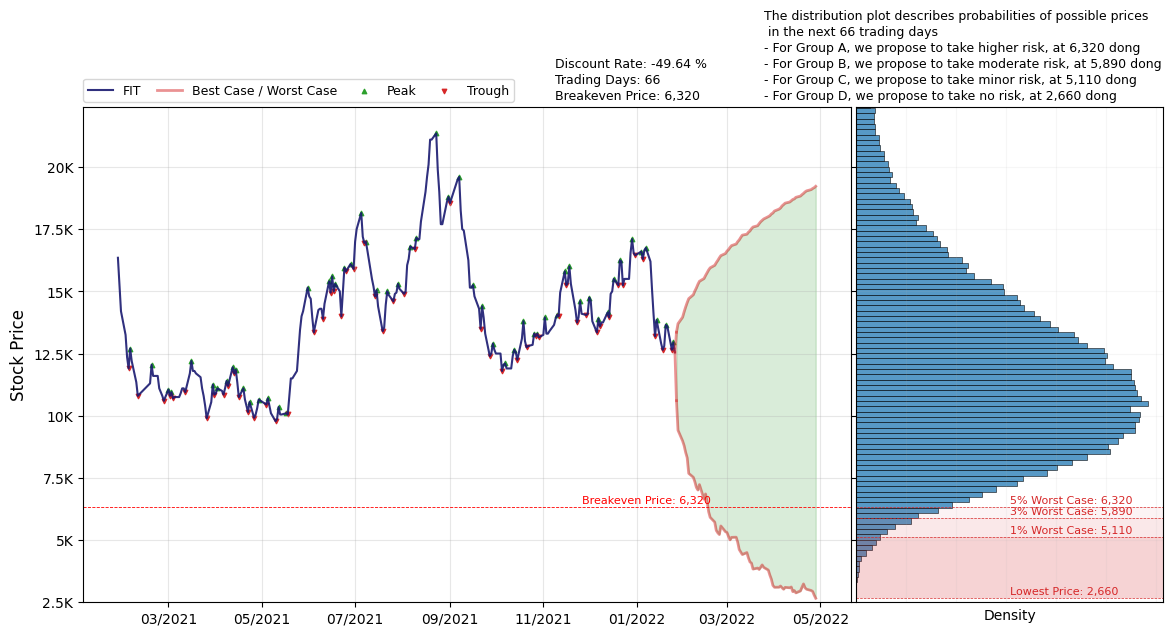 The distribution plot describes probabilities of possible prices
in the next 66 trading days
- For Group A, we propose to take higher risk, at 6,320 dong
- For Group B, we propose to take moderate risk, at 5,890 dong
- For Group C, we propose to take minor risk, at 5,110 dong
- For Group D, we propose to take no risk, at 2,660 dong
Discount Rate: -49.64 %
Trading Days: 66
Breakeven Price: 6,320
FIT Best Case / Worst Case Peak Trough
Stock Price
20K
17.5K
15K
12.5K
10K
7.5K
5K
2.5K
Breakeven Price: 6,320
5% Worst Case: 6,320
3% Worst Case: 5,890
1% Worst Case: 5,110
Lowest Price: 2,660
03/2021 05/2021 07/2021 09/2021 11/2021 01/2022 03/2022 05/2022
Density